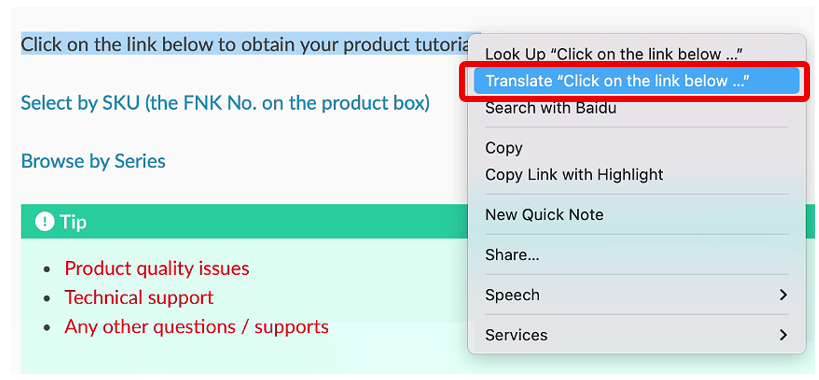 Click on the link below to obtain your product tutoria
Select by SKU (the FNK No. on the product box)
Browse by Series
Tip
Product quality issues
Technical support
Any other questions / supports
Look Up “Click on the link below ...”
Translate “Click on the link below ...”
Search with Baidu
Copy
Copy Link with Highlight
New Quick Note
Share...
Speech
Services